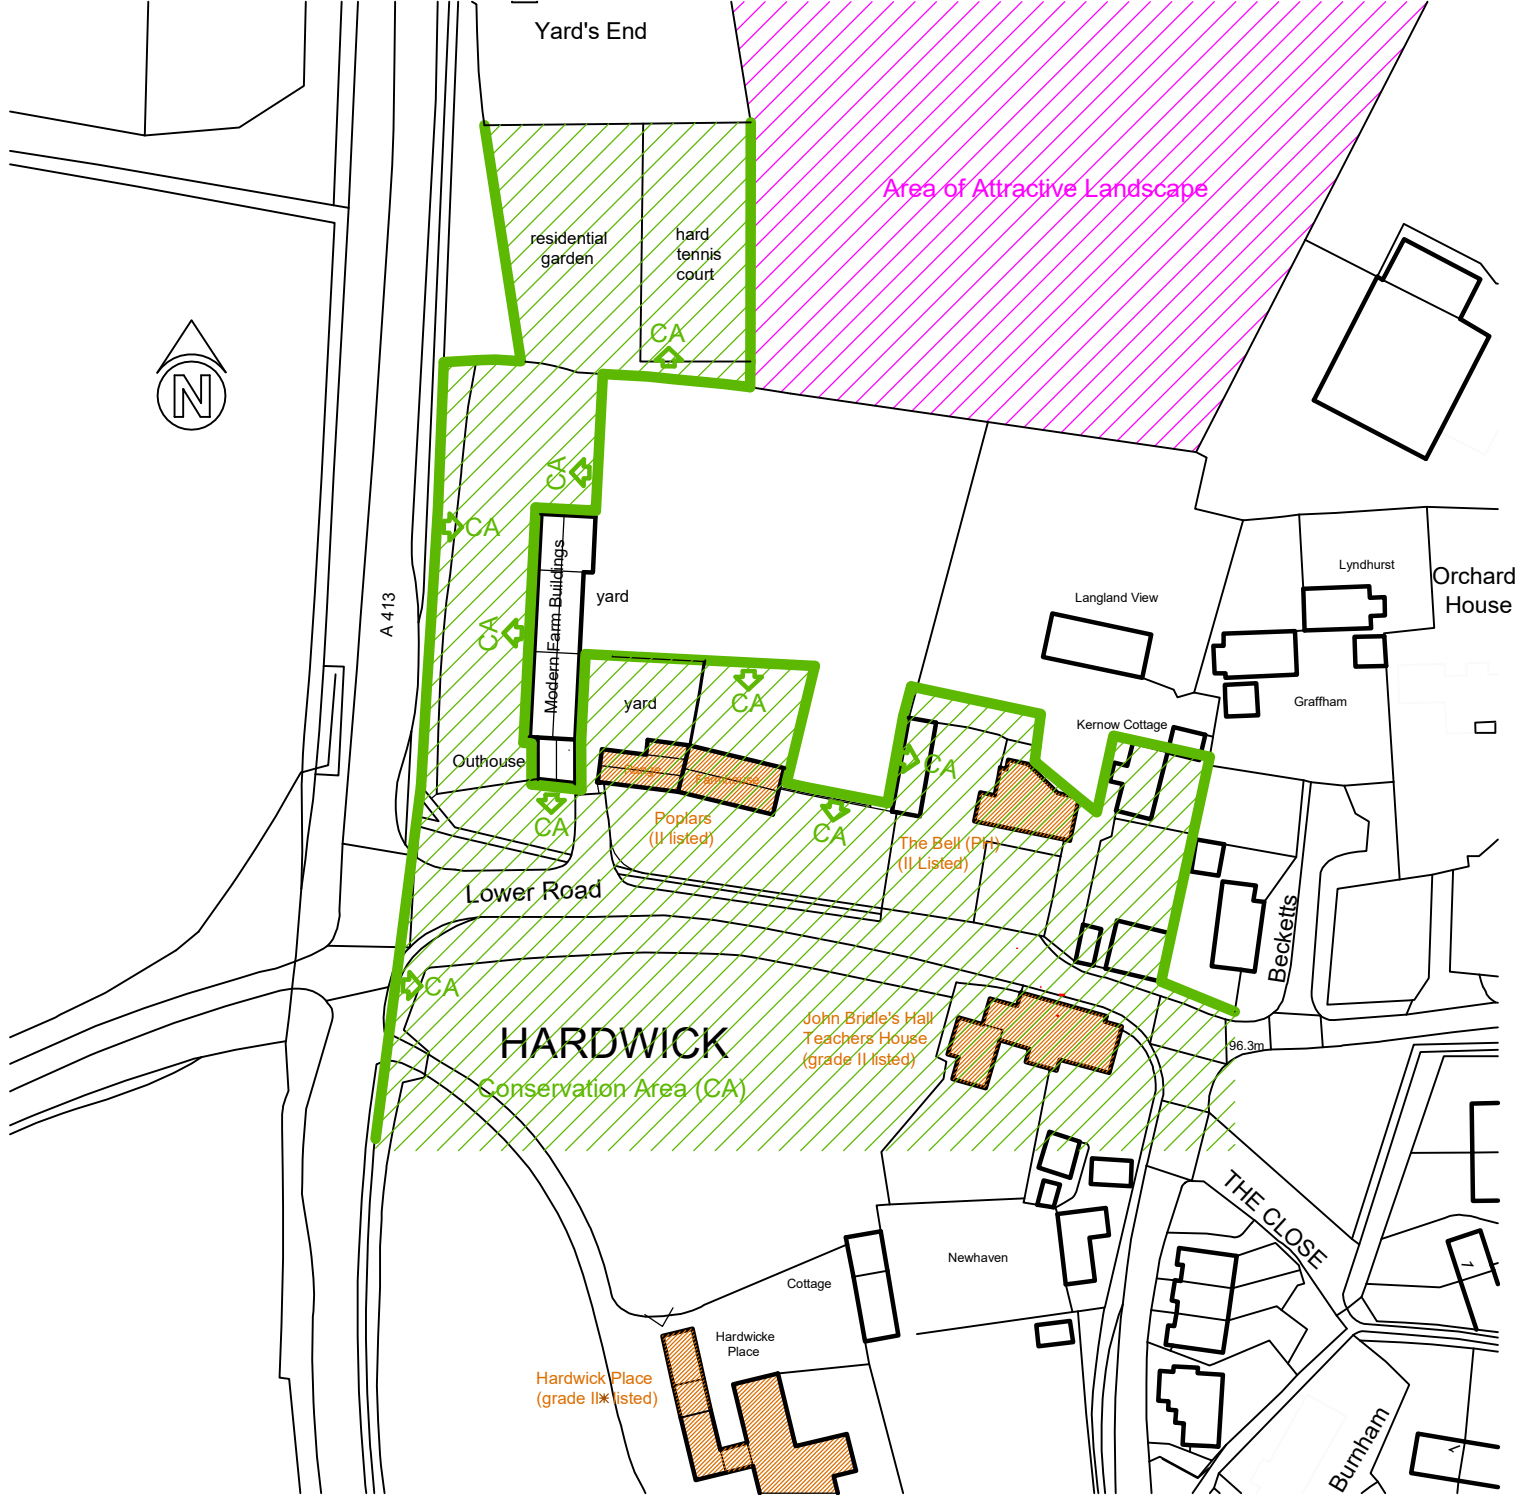 Yard's End
Area of Attractive Landscape
residential
garden
hard
tennis
court
CA
N
CA
CA
CA
A 413
Modern Farm Buildings
yard
yard
CA
Outhouse
CA
Poplars
(II listed)
CA
CA
The Bell (PH)
(II Listed)
Langland View
Kernow Cottage
Lyndhurst
Orchard
House
Graffham
Becketts
Lower Road
CA
HARDWICK
Conservation Area (CA)
John Bridle's Hall
Teachers House
(grade II listed)
96.3m
THE CLOSE
Newhaven
Cottage
Hardwicke
Place
Hardwick Place
(grade II* listed)
Burnham
1
1
Farmhouse